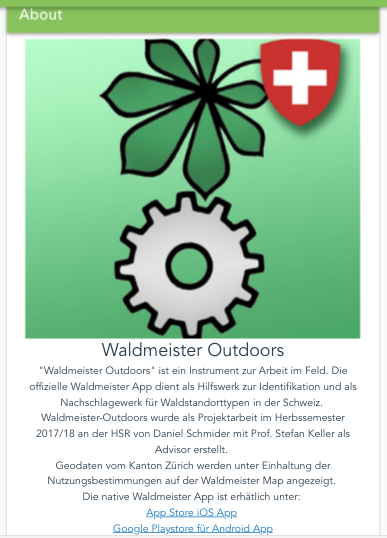 About
Waldmeister Outdoors
"Waldmeister Outdoors" ist ein Instrument zur Arbeit im Feld. Die
offizielle Waldmeister App dient als Hilfswerk zur Identifikation und als
Nachschlagewerk für Waldstandorttypen in der Schweiz.
Waldmeister-Outdoors wurde als Projektarbeit im Herbssemester
2017/18 an der HSR von Daniel Schmider mit Prof. Stefan Keller als
Advisor erstellt.
Geodaten vom Kanton Zürich werden unter Einhaltung der
Nutzungsbestimmungen auf der Waldmeister Map angezeigt.
Die native Waldmeister App ist erhätlich unter:
App Store iOS App
Google Playstore für Android App